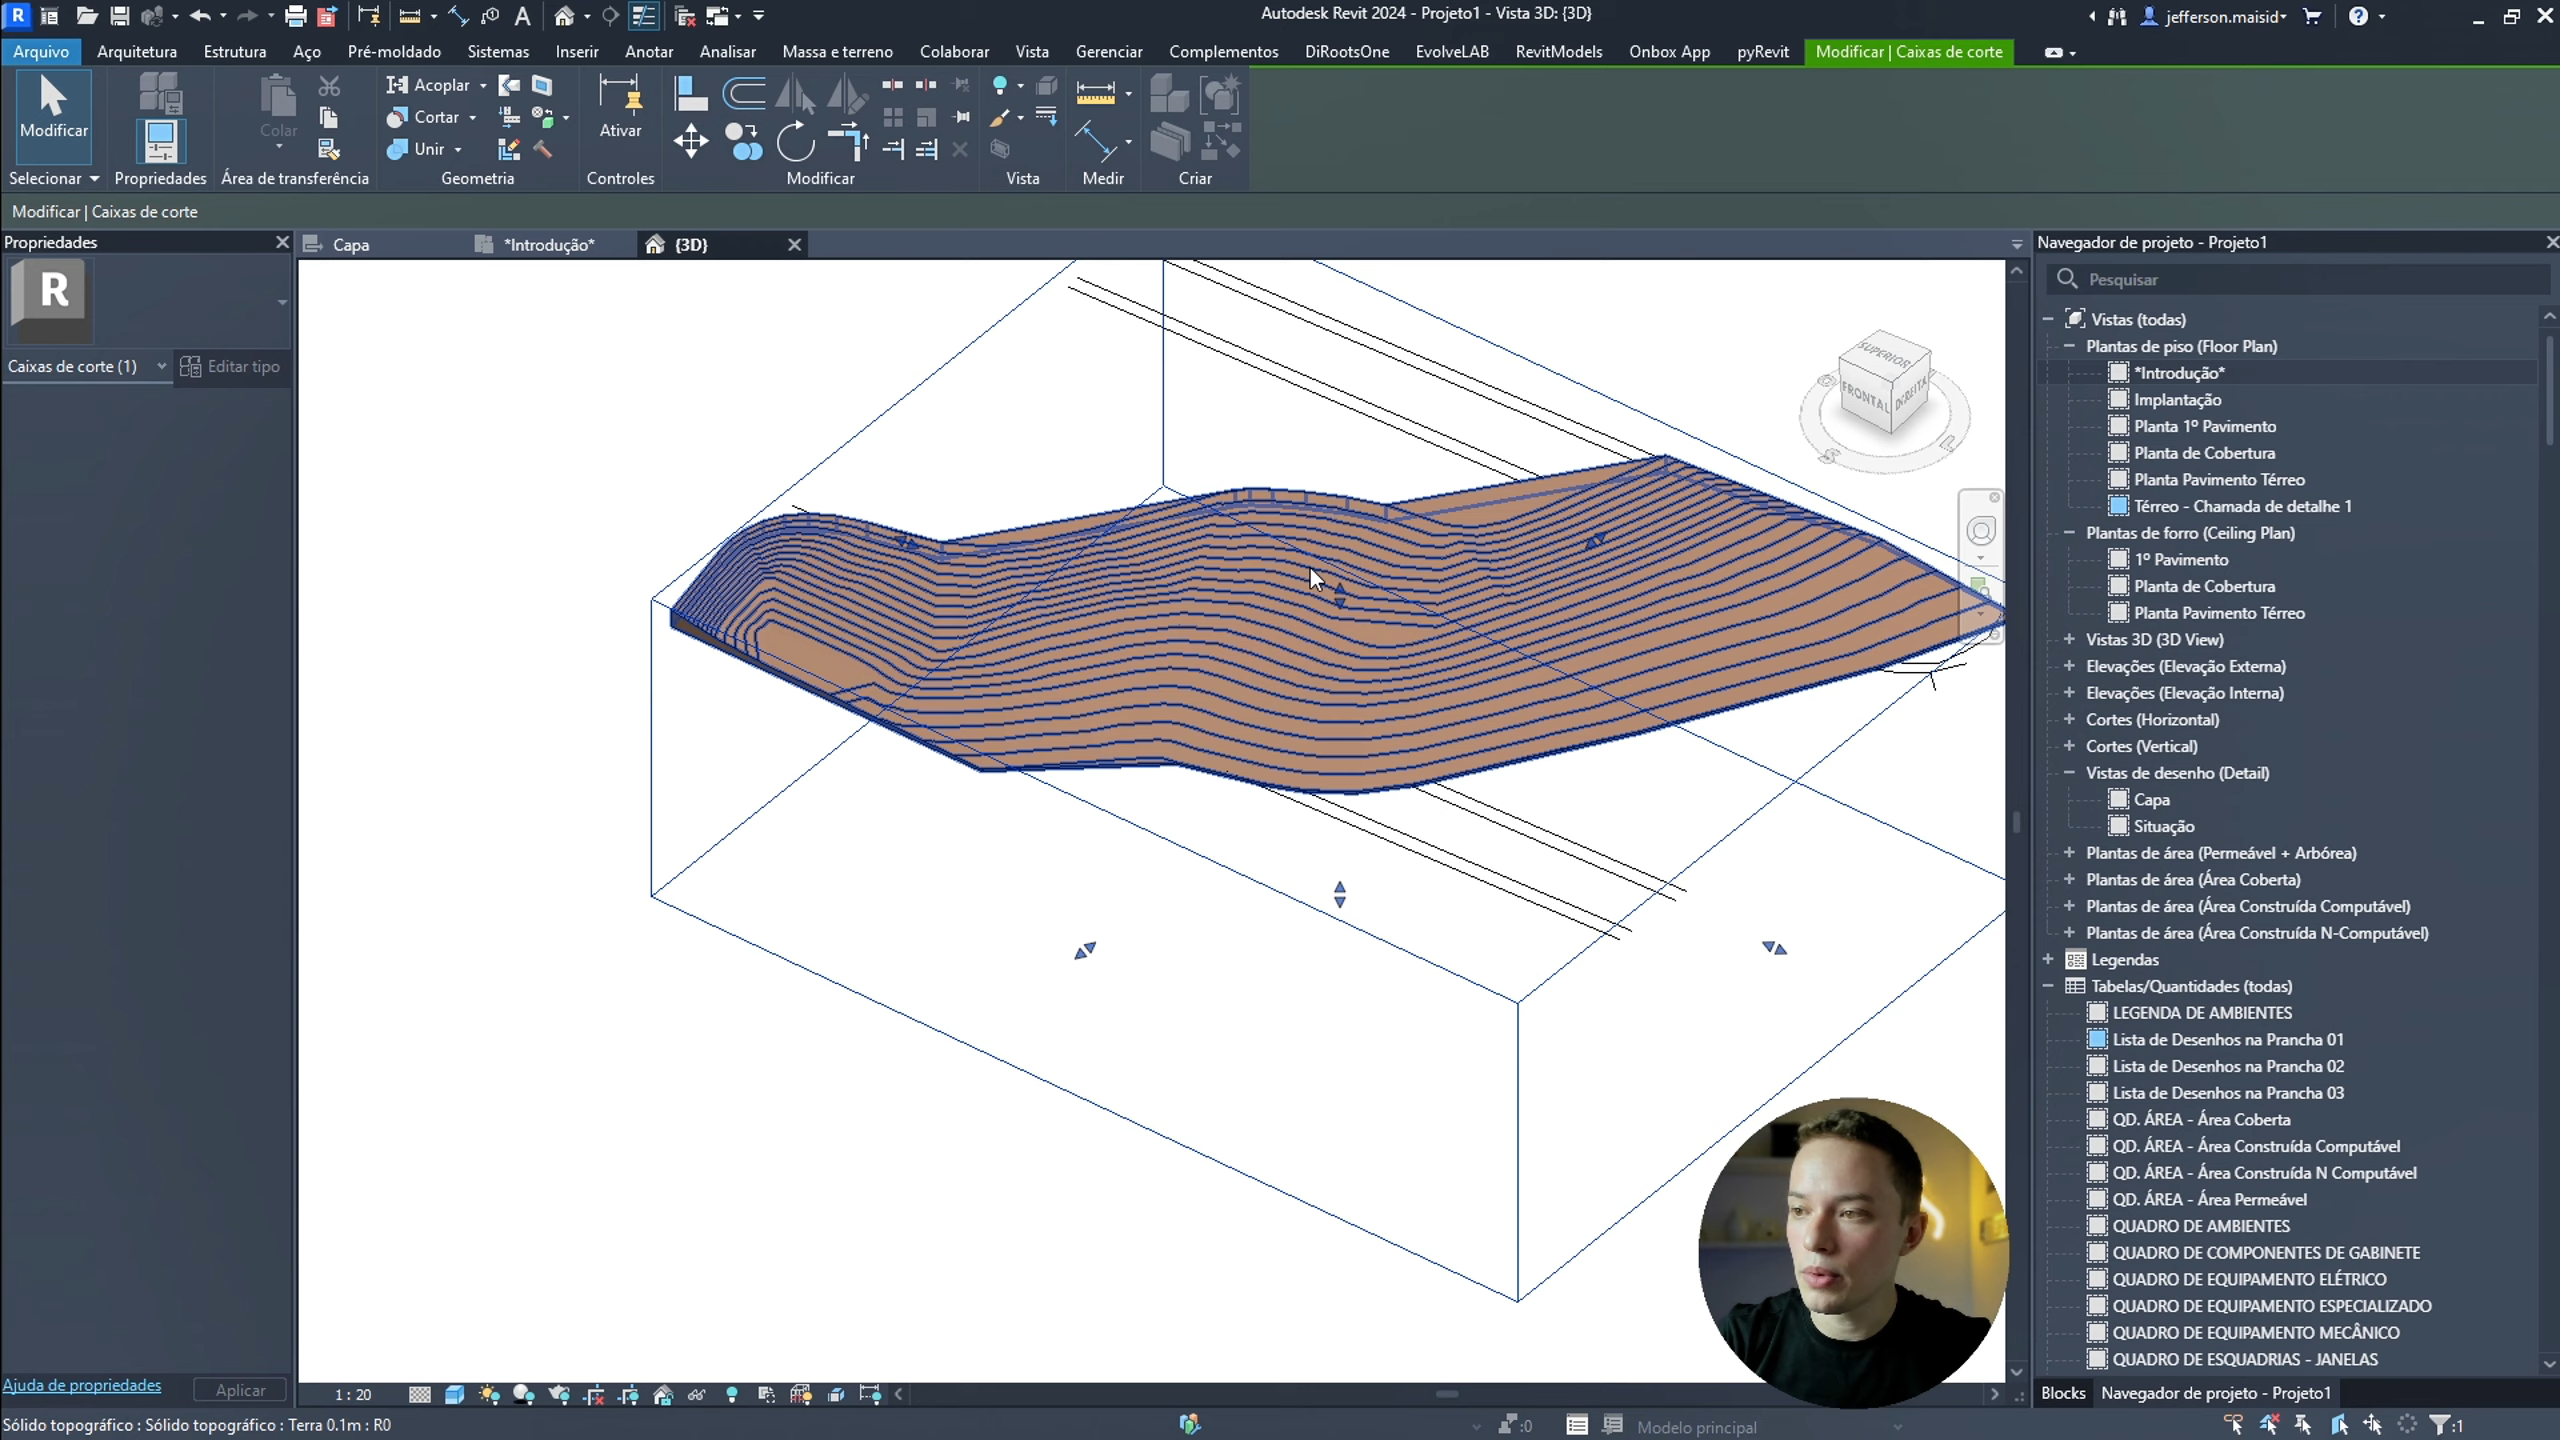 R
Autodesk Revit 2024 - Projeto1 - Vista 3D: {3D}
jefferson.maisid
Arquivo Arquitetura Estrutura Aço Pré-moldado Sistemas Inserir Anotar Analisar Massa e terreno Colaborar Vista Gerenciar Complementos DiRootsOne EvolveLAB RevitModels Onbox App pyRevit Modificar | Caixas de corte
Modificar
Colar
Acoplar
Cortar
Unir
Ativar
Selecionar Propriedades Área de transferência Geometria Controles Modificar Vista Medir Criar
Modificar | Caixas de corte
Propriedades
R
Caixas de corte (1) Editar tipo
Capa *Introdução* {3D}
SUPERIOR
FRONTAL
DIREITA
S
L
Navegador de projeto - Projeto1
Pesquisar
Vistas (todas)
Plantas de piso (Floor Plan)
*Introdução*
Implantação
Planta 1º Pavimento
Planta de Cobertura
Planta Pavimento Térreo
Térreo - Chamada de detalhe 1
Plantas de forro (Ceiling Plan)
1º Pavimento
Planta de Cobertura
Planta Pavimento Térreo
Vistas 3D (3D View)
Elevações (Elevação Externa)
Elevações (Elevação Interna)
Cortes (Horizontal)
Cortes (Vertical)
Vistas de desenho (Detail)
Capa
Situação
Plantas de área (Permeável + Arbórea)
Plantas de área (Área Coberta)
Plantas de área (Área Construída Computável)
Plantas de área (Área Construída N-Computável)
Legendas
Tabelas/Quantidades (todas)
LEGENDA DE AMBIENTES
Lista de Desenhos na Prancha 01
Lista de Desenhos na Prancha 02
Lista de Desenhos na Prancha 03
QD. ÁREA - Área Coberta
QD. ÁREA - Área Construída Computável
QD. ÁREA - Área Construída N Computável
QD. ÁREA - Área Permeável
QUADRO DE AMBIENTES
QUADRO DE COMPONENTES DE GABINETE
QUADRO DE EQUIPAMENTO ELÉTRICO
QUADRO DE EQUIPAMENTO ESPECIALIZADO
QUADRO DE EQUIPAMENTO MECÂNICO
QUADRO DE ESQUADRIAS - JANELAS
Blocks Navegador de projeto - Projeto1
Ajuda de propriedades Aplicar
1 : 20
Sólido topográfico : Sólido topográfico : Terra 0.1m : R0
:0
Modelo principal
:1